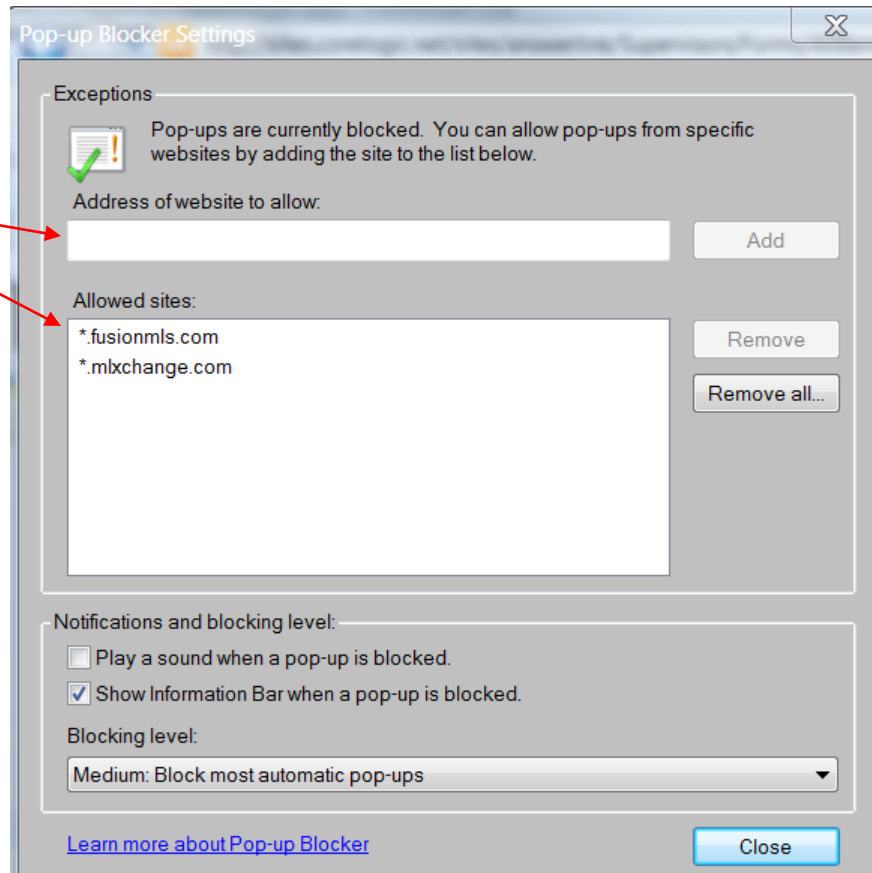 Pop-up Blocker Settings
Exceptions
Pop-ups are currently blocked. You can allow pop-ups from specific
websites by adding the site to the list below.
Address of website to allow:
Add
Allowed sites:
*.fusionmls.com
*.mlxchange.com
Remove
Remove all...
Notifications and blocking level:
Play a sound when a pop-up is blocked.
Show Information Bar when a pop-up is blocked.
Blocking level:
Medium: Block most automatic pop-ups
Learn more about Pop-up Blocker
Close